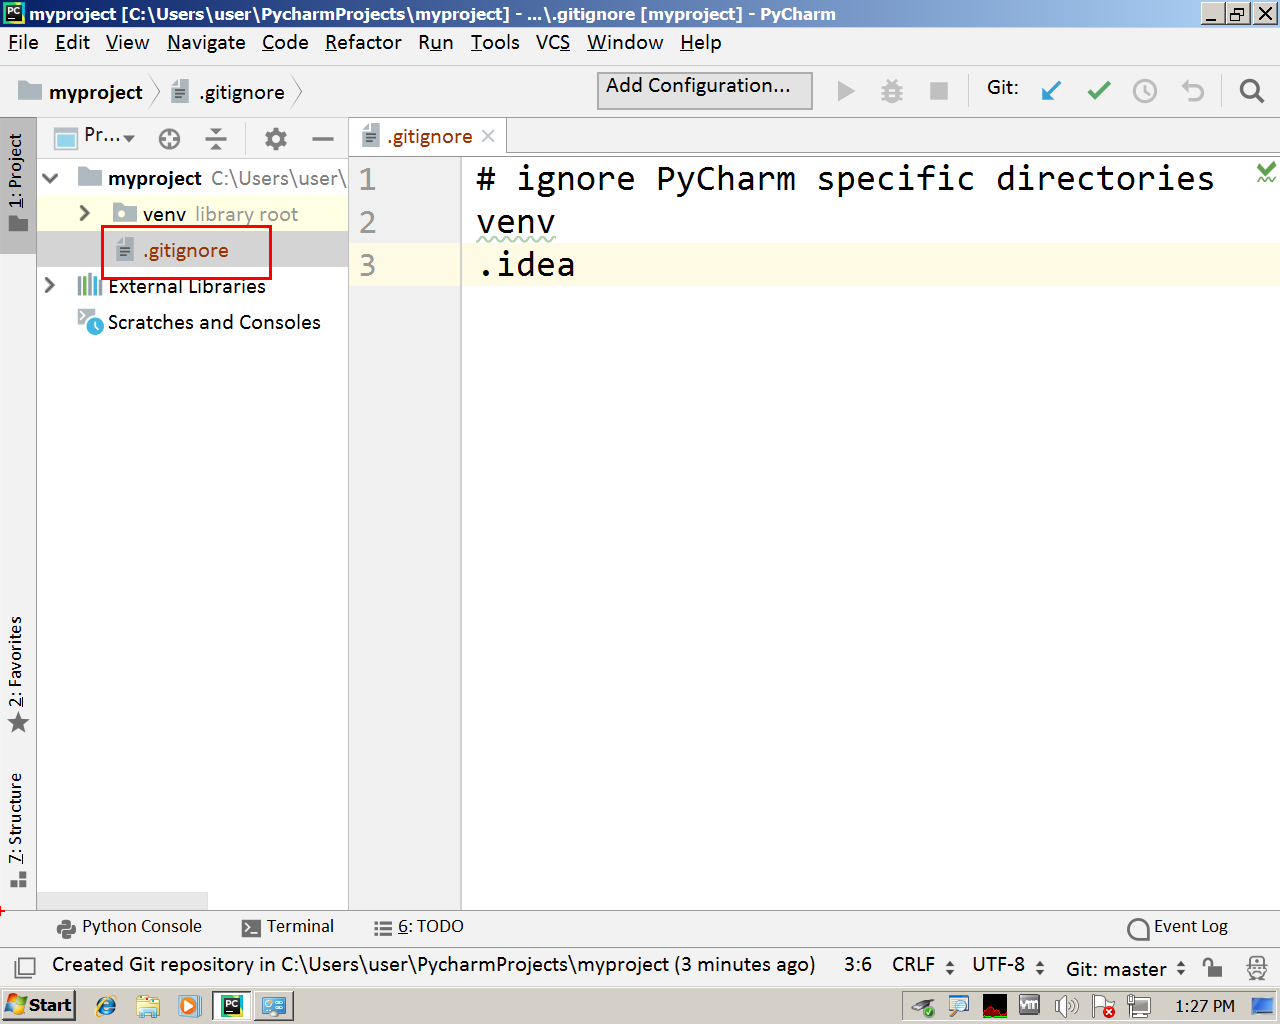 PC myproject [C:\Users\user\PycharmProjects\myproject] - ...\.gitignore [myproject] - PyCharm
File Edit View Navigate Code Refactor Run Tools VCS Window Help
myproject .gitignore Add Configuration... Git:
Pr... .gitignore
1: Project
myproject C:\Users\user\
venv library root
.gitignore
External Libraries
Scratches and Consoles
1 # ignore PyCharm specific directories
2 venv
3 .idea
2: Favorites
7: Structure
Python Console Terminal 6: TODO Event Log
Created Git repository in C:\Users\user\PycharmProjects\myproject (3 minutes ago) 3:6 CRLF UTF-8 Git: master
Start PC vm 1:27 PM